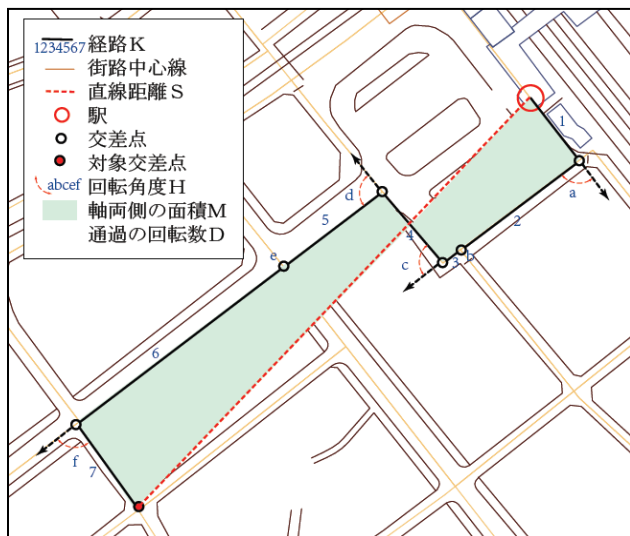 1234567 経路K
街路中心線
直線距離S
駅
交差点
対象交差点
abcef 回転角度H
軸両側の面積M
通過の回転数D
1
a
2
b
3
4
c
d
5
e
6
f
7